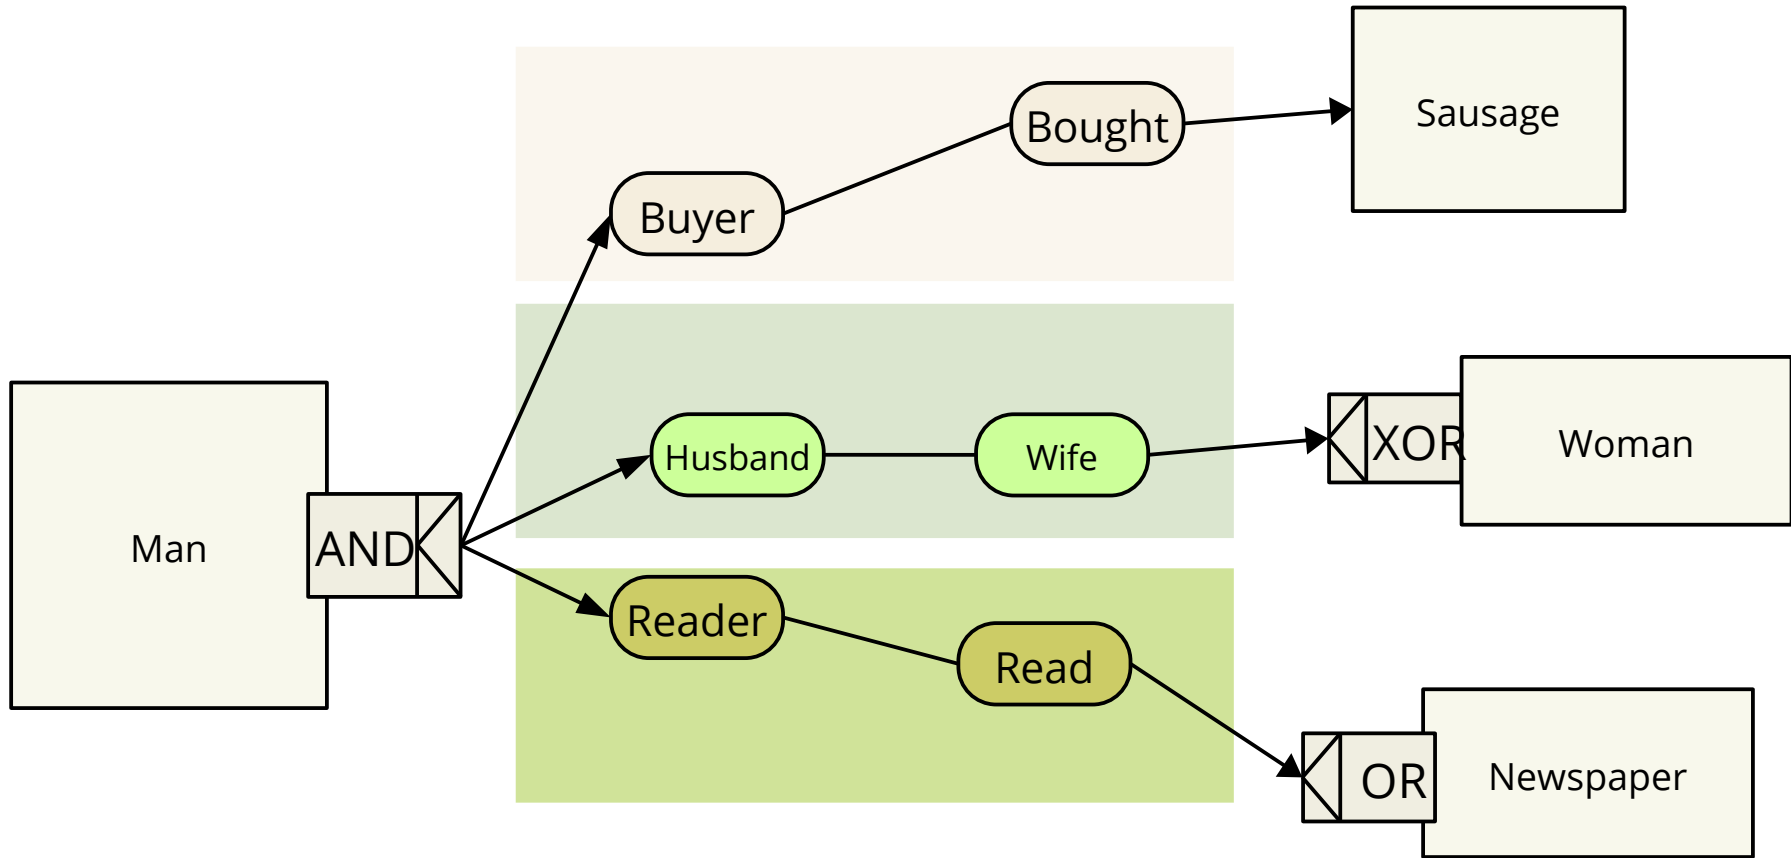 Sausage
Bought
Buyer
Husband
Wife
XOR
Woman
Man
AND
Reader
Read
OR
Newspaper